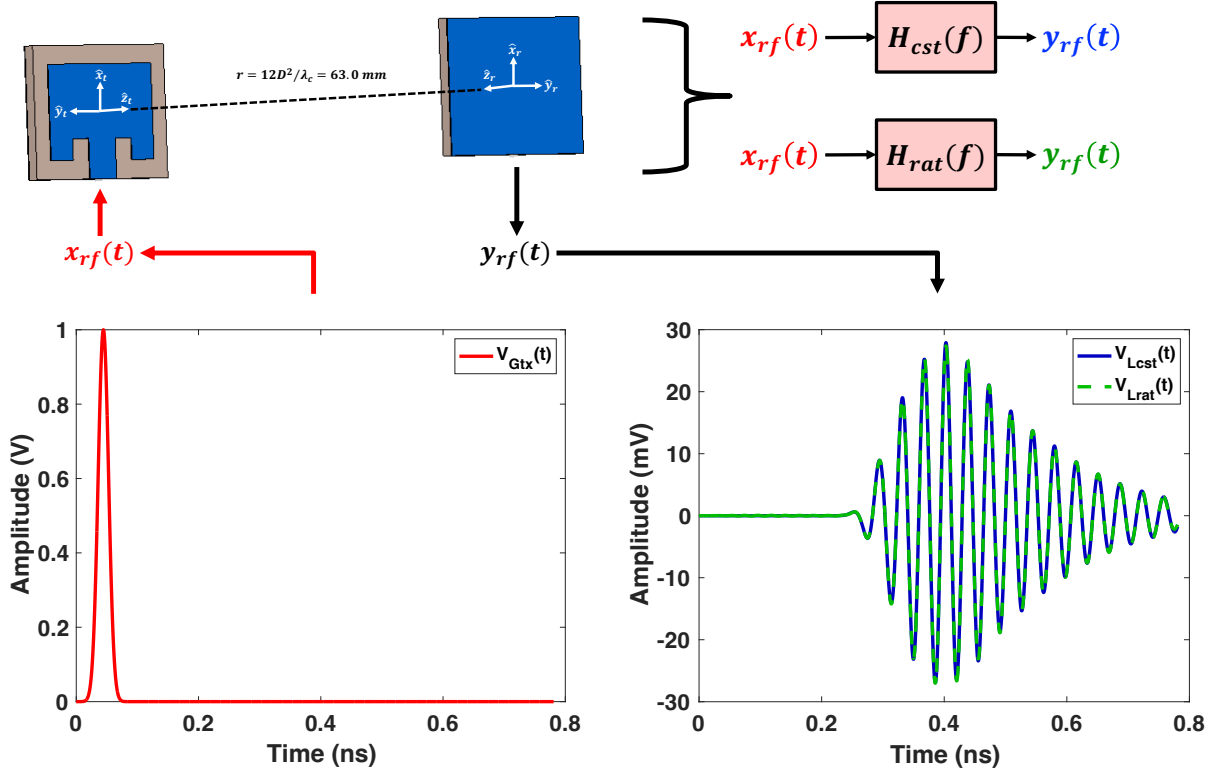 x̂t
ẑt
ŷt
r = 12D²/λc = 63.0 mm
x̂r
ẑr
ŷr
xrf(t)
Hcst(f)
yrf(t)
xrf(t)
Hrat(f)
yrf(t)
xrf(t)
yrf(t)
VGtx(t)
Amplitude (V)
1
0.8
0.6
0.4
0.2
0
0
0.2
0.4
0.6
0.8
Time (ns)
VLcst(t)
VLrat(t)
Amplitude (mV)
30
20
10
0
-10
-20
-30
0
0.2
0.4
0.6
0.8
Time (ns)